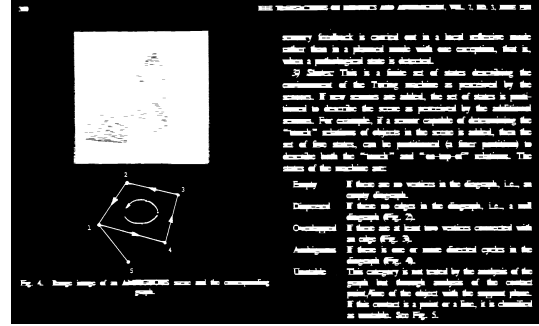 IEEE TRANSACTIONS ON ROBOTICS AND AUTOMATION, VOL. 7, NO. 3, JUNE
sensory feedback is carried out in a local reflexive mode
rather than in a planned mode with one exception, that is,
when a pathological state is detected.
3) States: This is a finite set of states describing the
environment of the Turing machine as perceived by the
sensors. If new sensors are added, the set of states is
to describe the scene as perceived by the additional
sensors. For example, if a sensor capable of determining the
"touch" relations of objects in the scene is added, then the
set of five states, can be partitioned (a finer partition) to
describe both the "touch" and "on-top-of" relations. The
states of the machine are:
Empty If there are no vertices in the diagraph, i.e., an
empty diagraph.
Dispersed If there are no edges in the diagraph, i.e., a null
diagraph (Fig. 2).
Overlapped If there are at least two vertices connected with
an edge (Fig. 3).
Ambiguous If there is one or more directed cycles in the
diagraph (Fig. 4).
Unstable This category is not tested by the analysis of the
graph but through analysis of the contact
point/line of the object with the support plane.
If this contact is a point or a line, it is classified
as unstable. See Fig. 5.
2
3
1
4
5
Fig. 4. Range image of an AMBIGUOUS scene and the corresponding
graph.